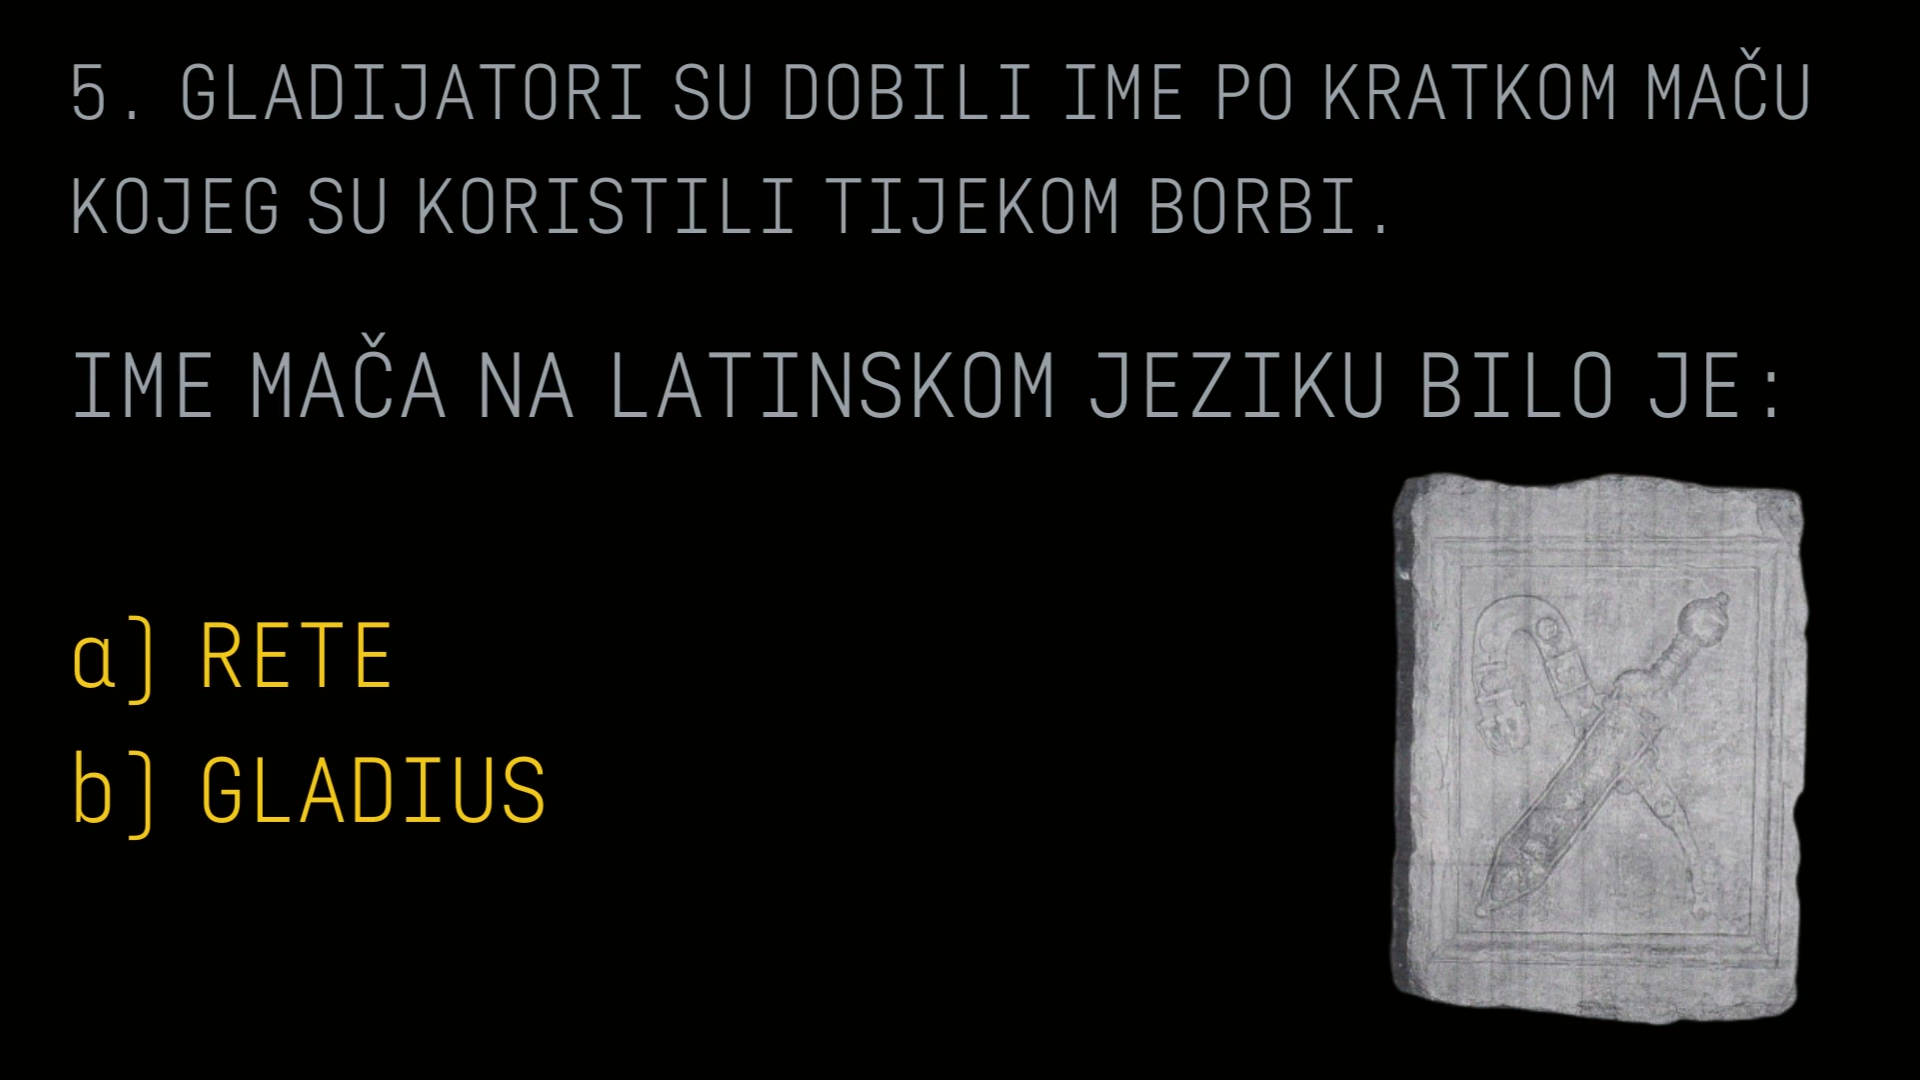 5. GLADIJATORI SU DOBILI IME PO KRATKOM MAČU
KOJEG SU KORISTILI TIJEKOM BORBI.
IME MAČA NA LATINSKOM JEZIKU BILO JE:
a) RETE
b) GLADIUS